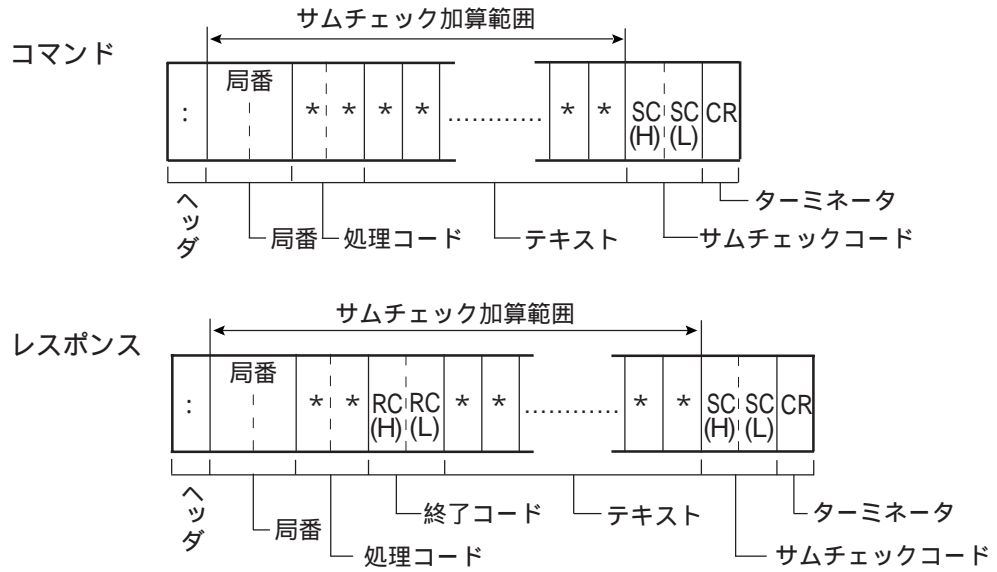 サムチェック加算範囲
コマンド
局番
: * * * * ............ * * SC(H) SC(L) CR
ヘッダ
局番
処理コード
テキスト
ターミネータ
サムチェックコード
サムチェック加算範囲
レスポンス
局番
: * * RC(H) RC(L) * * ............ * * SC(H) SC(L) CR
ヘッダ
局番
処理コード
終了コード
テキスト
ターミネータ
サムチェックコード